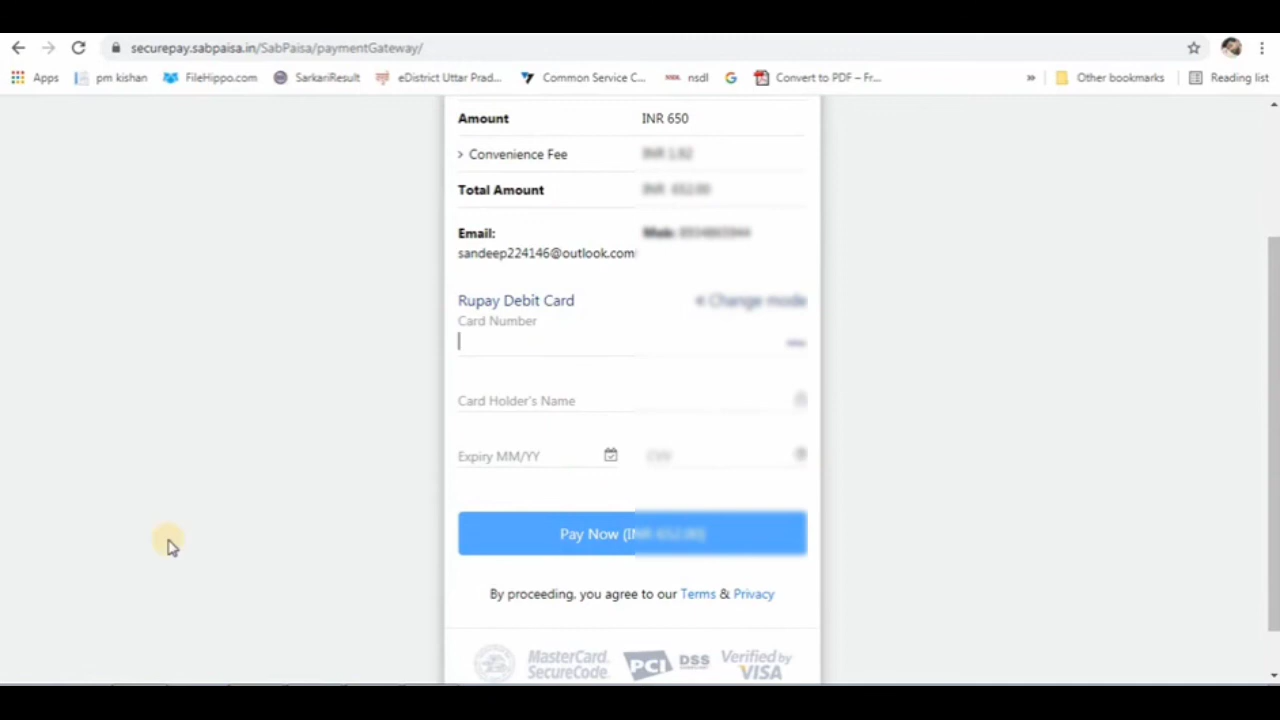 securepay.sabpaisa.in/SabPaisa/paymentGateway/
Apps pm kishan FileHippo.com SarkariResult eDistrict Uttar Prad... Common Service C... nsdl Convert to PDF – Fr... » Other bookmarks Reading list
Amount INR 650
> Convenience Fee
Total Amount
Email:
sandeep224146@outlook.com
Rupay Debit Card Change mode
Card Number
Card Holder's Name
Expiry MM/YY
Pay Now
By proceeding, you agree to our Terms & Privacy
MasterCard. SecureCode. PCI DSS Verified by VISA